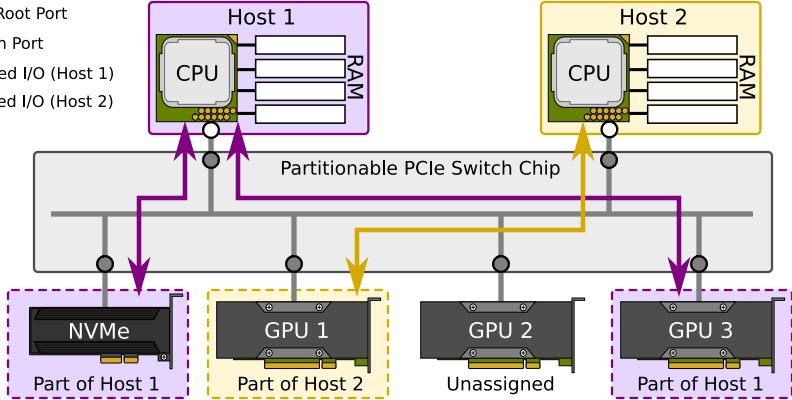 Root Port
Port
Host 1
Host 2
CPU
RAM
CPU
RAM
I/O (Host 1)
I/O (Host 2)
Partitionable PCIe Switch Chip
NVMe
GPU 1
GPU 2
GPU 3
Part of Host 1
Part of Host 2
Unassigned
Part of Host 1